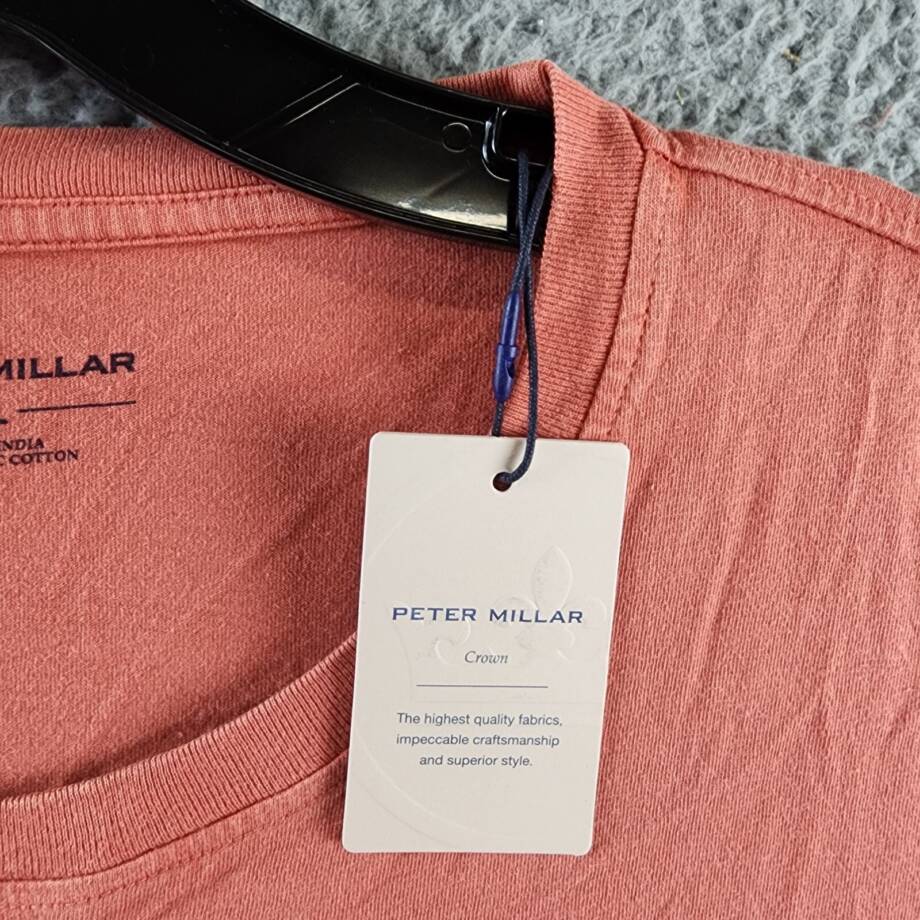 MILLAR
INDIA
COTTON
PETER MILLAR
Crown
The highest quality fabrics,
impeccable craftsmanship
and superior style.